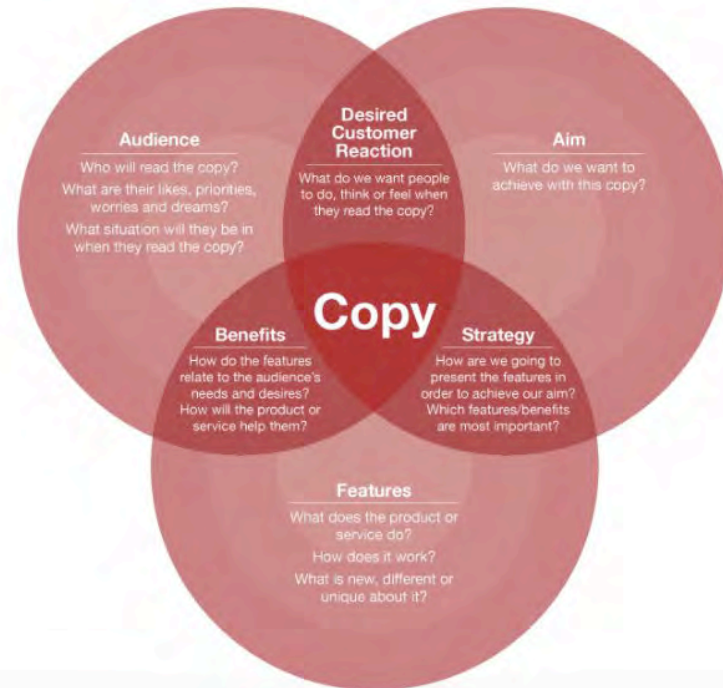 Audience
Who will read the copy?
What are their likes, priorities,
worries and dreams?
What situation will they be in
when they read the copy?
Desired
Customer
Reaction
What do we want people
to do, think or feel when
they read the copy?
Aim
What do we want to
achieve with this copy?
Copy
Benefits
How do the features
relate to the audience's
needs and desires?
How will the product or
service help them?
Strategy
How are we going to
present the features in
order to achieve our aim?
Which features/benefits
are most important?
Features
What does the product or
service do?
How does it work?
What is new, different or
unique about it?